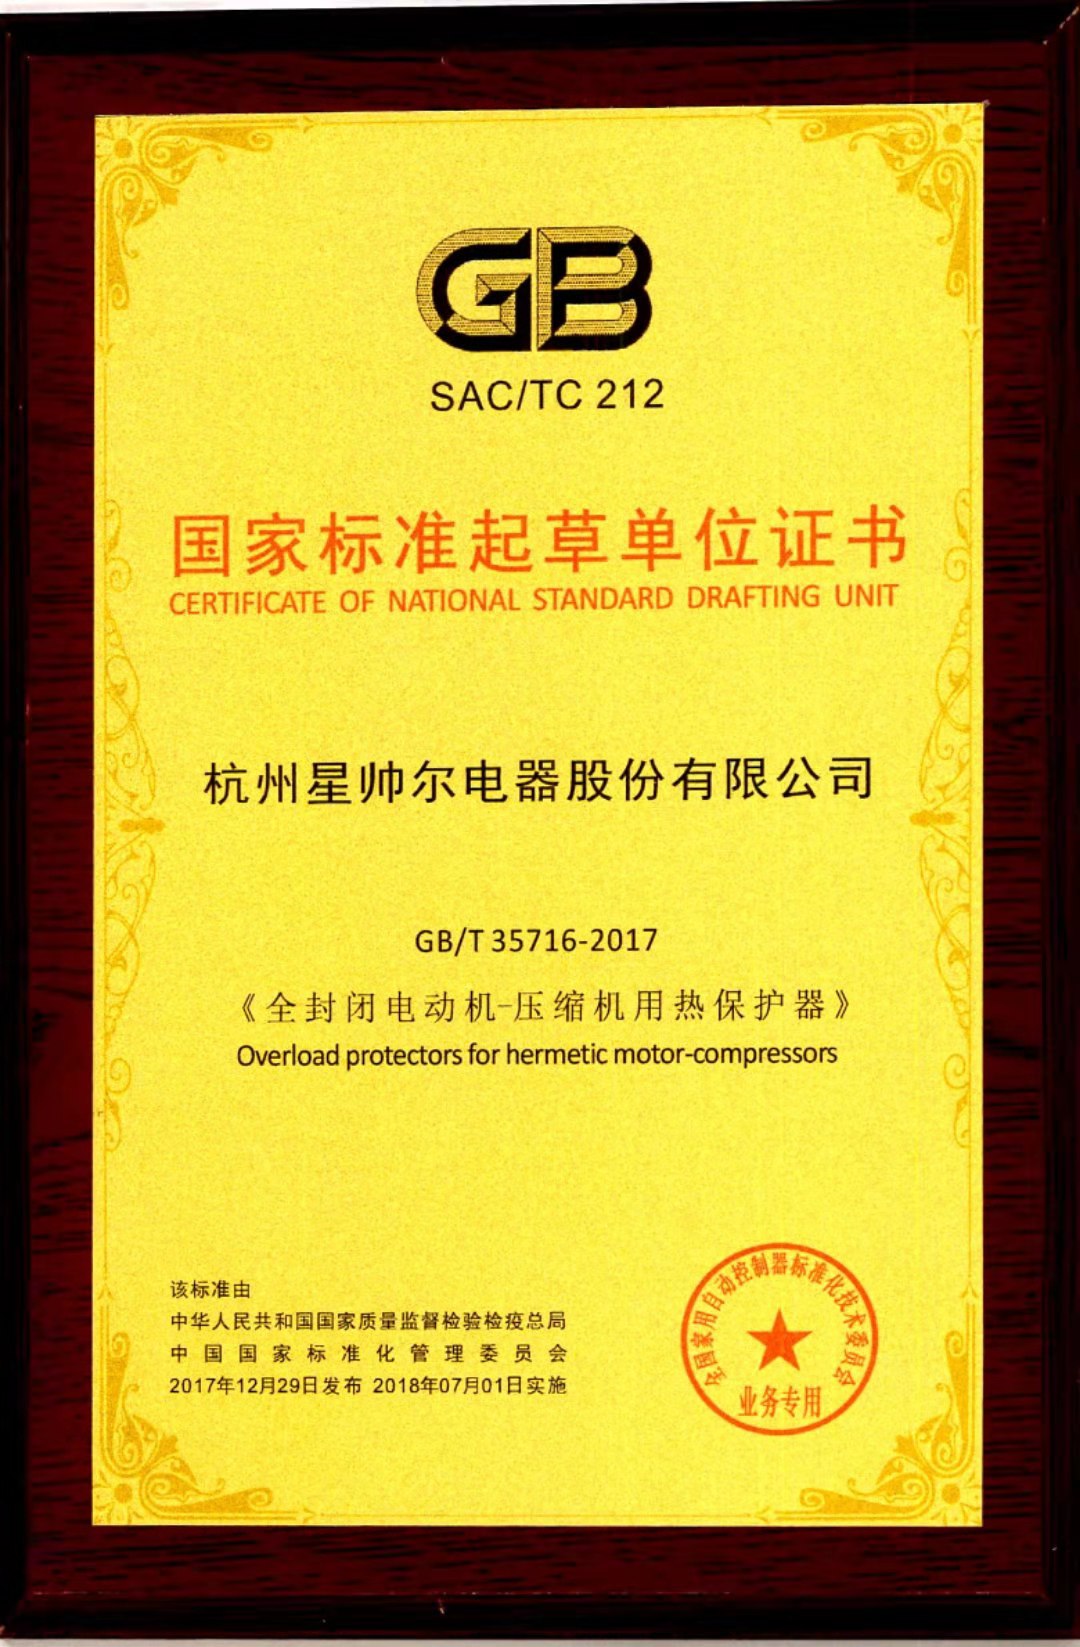 GB
SAC/TC 212
国家标准起草单位证书
CERTIFICATE OF NATIONAL STANDARD DRAFTING UNIT
杭州星帅尔电器股份有限公司
GB/T 35716-2017
《全封闭电动机-压缩机用热保护器》
Overload protectors for hermetic motor-compressors
该标准由
中华人民共和国国家质量监督检验检疫总局
中国国家标准化管理委员会
2017年12月29日发布 2018年07月01日实施
全国家用自动控制器标准化技术委员会
业务专用